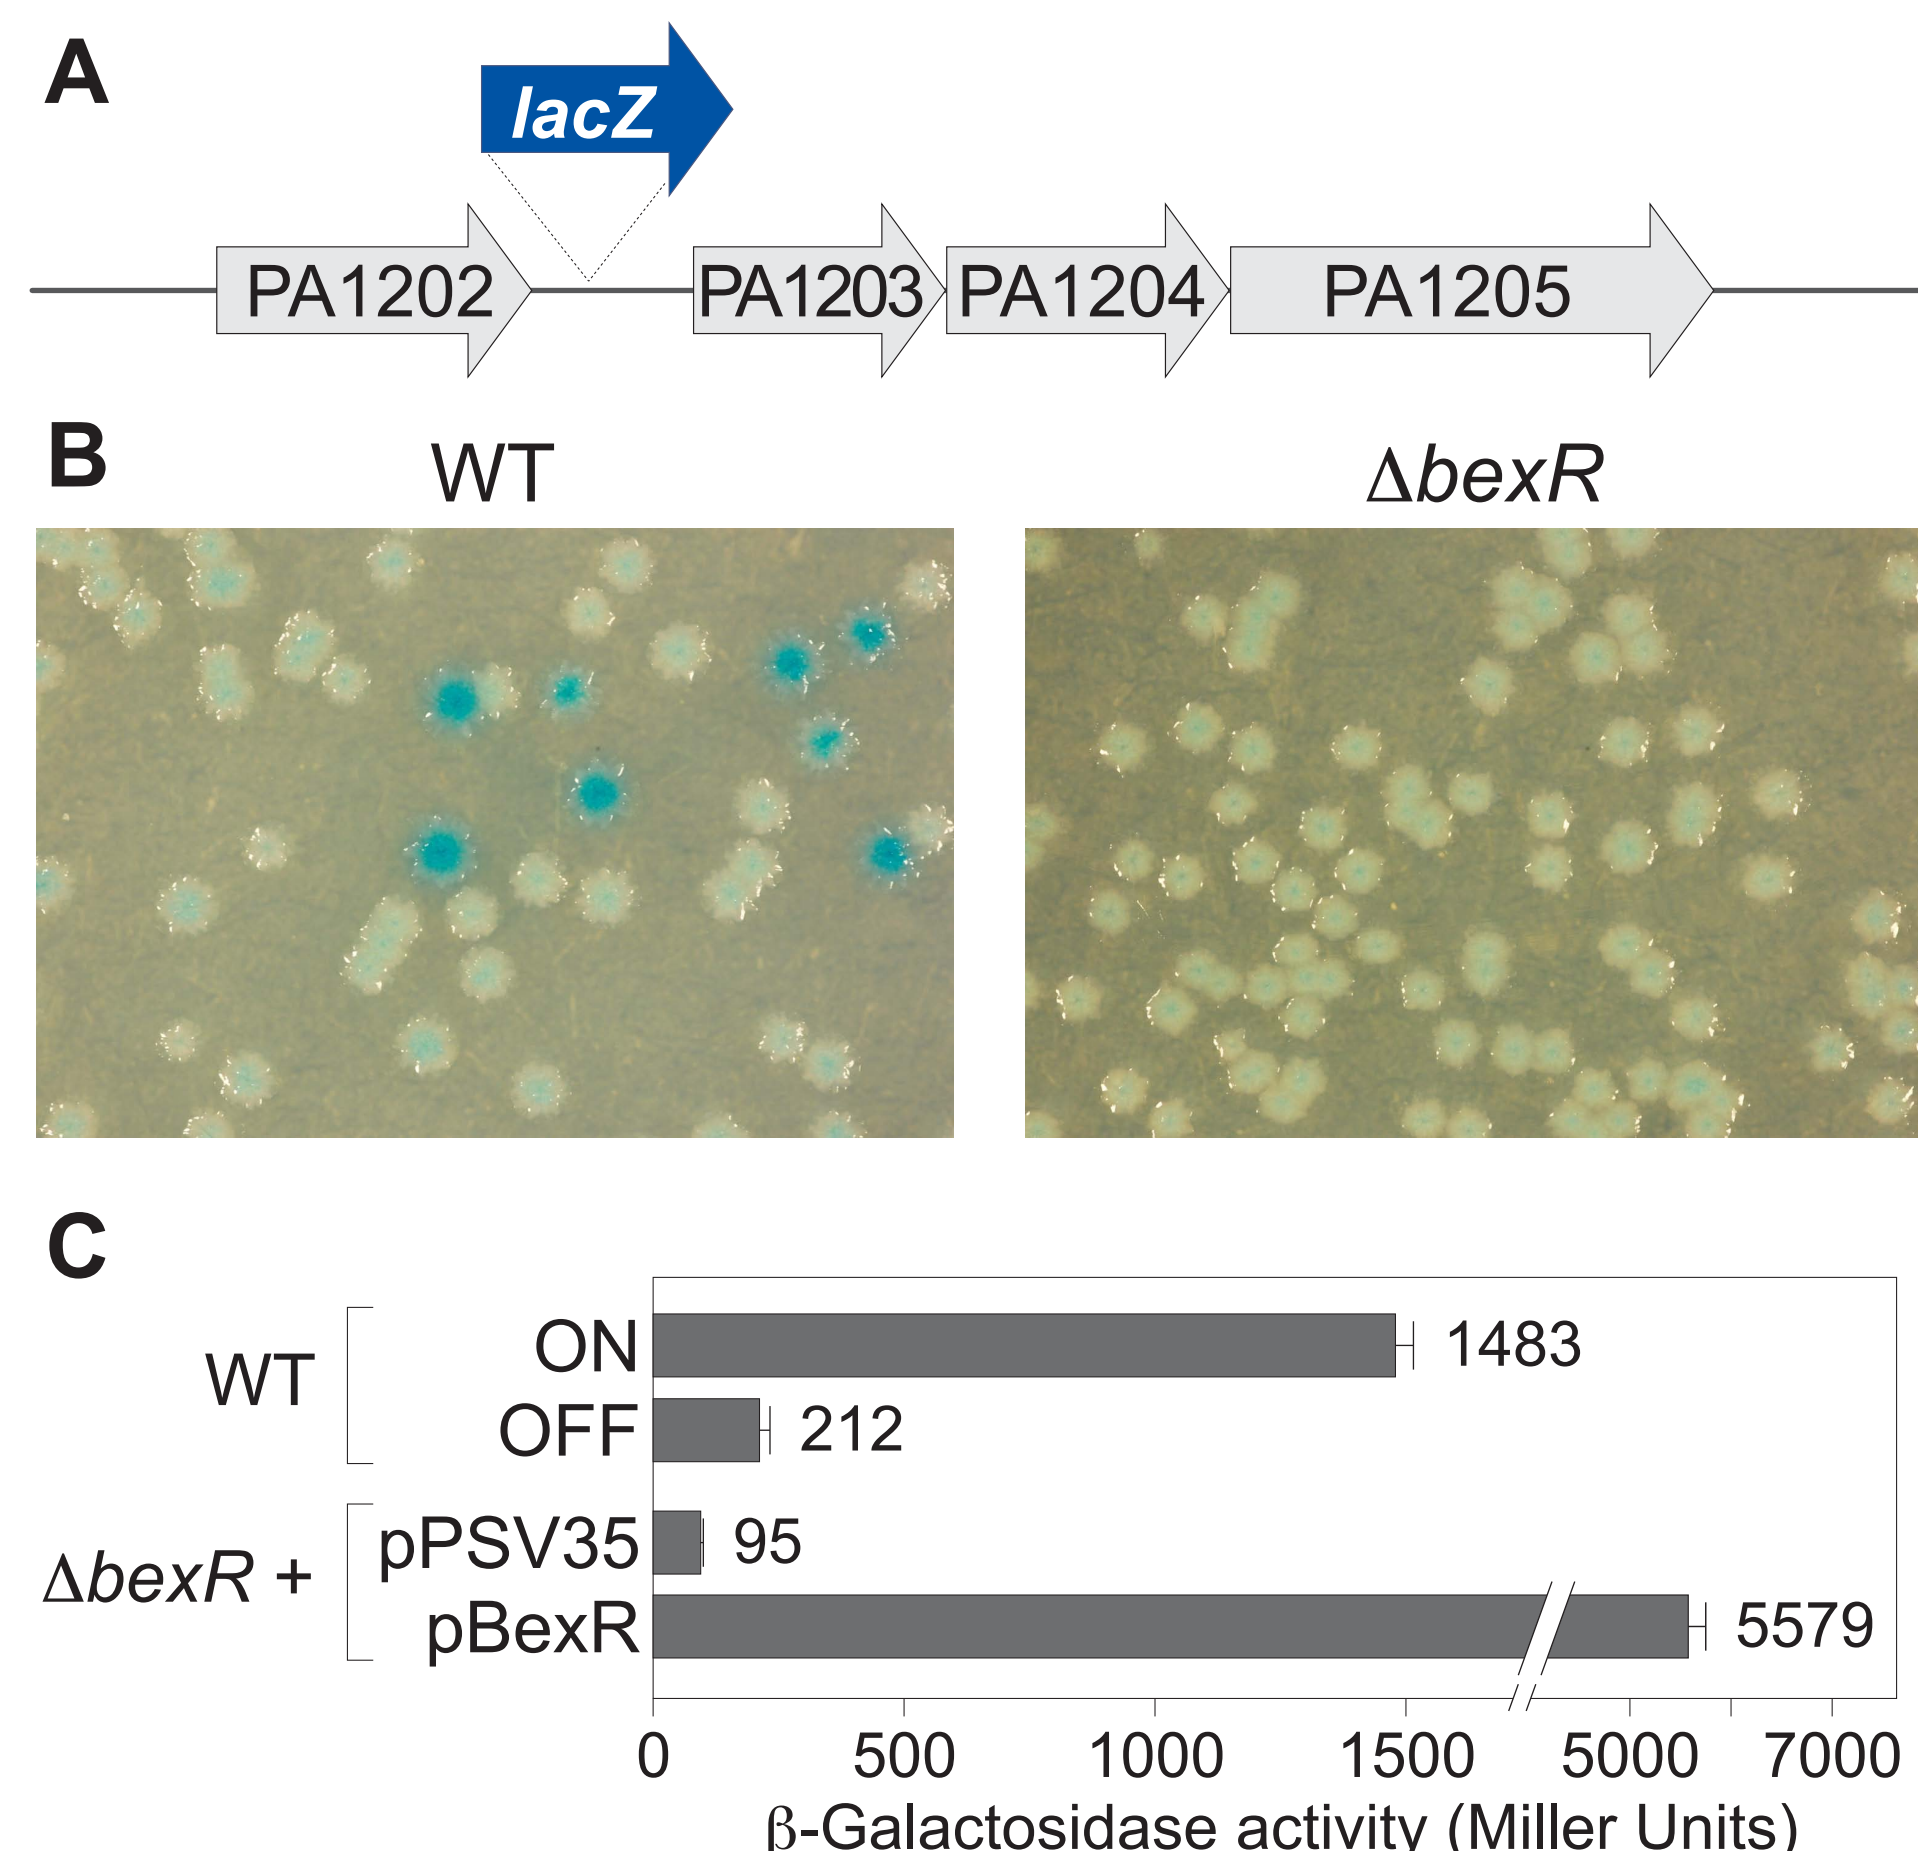 A
lacZ
PA1202 PA1203 PA1204 PA1205
B
WT ΔbexR
C
WT
ON 1483
OFF 212
ΔbexR +
pPSV35 95
pBexR 5579
0 500 1000 1500 5000 7000
β-Galactosidase activity (Miller Units)